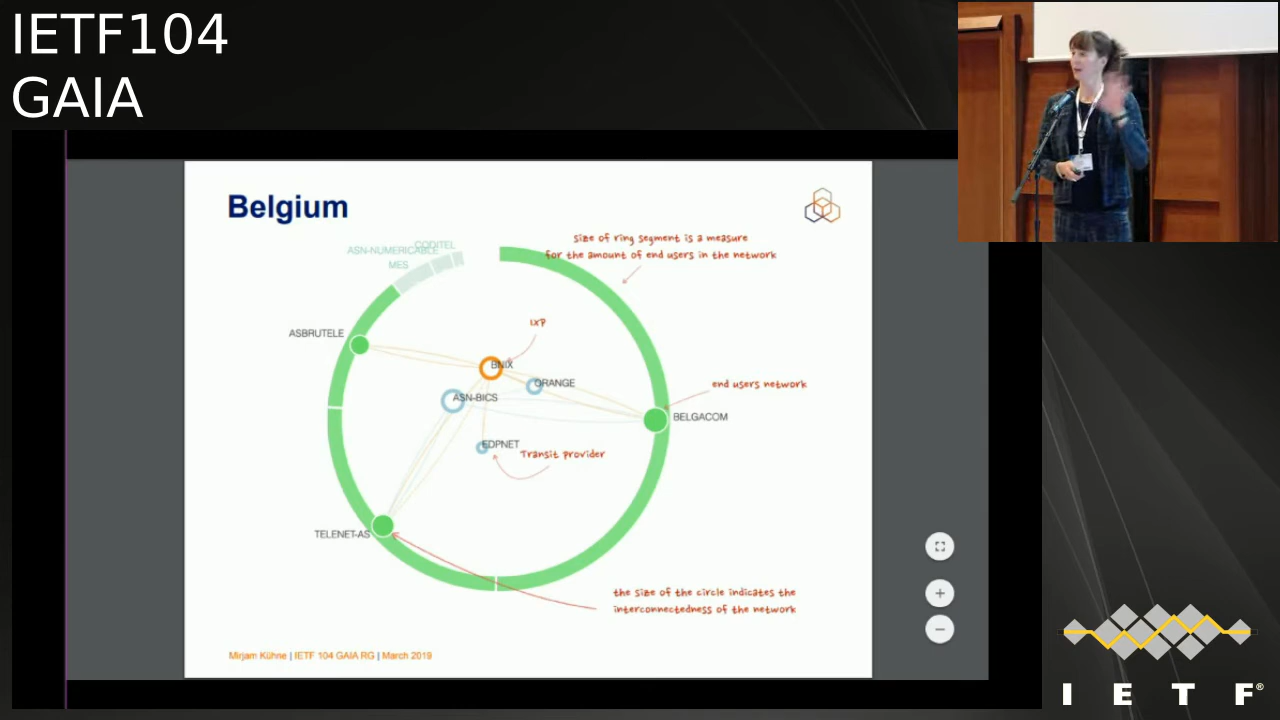 IETF104
GAIA
Belgium
size of ring segment is a measure
for the amount of end users in the network
CODITEL
ASN-NUMERICABLE
MES
ASBRUTELE
IXP
BNIX
ORANGE
ASN-BICS
end users network
BELGACOM
EDPNET
Transit provider
TELENET-AS
the size of the circle indicates the
interconnectedness of the network
Mirjam Kühne | IETF 104 GAIA RG | March 2019
I E T F®